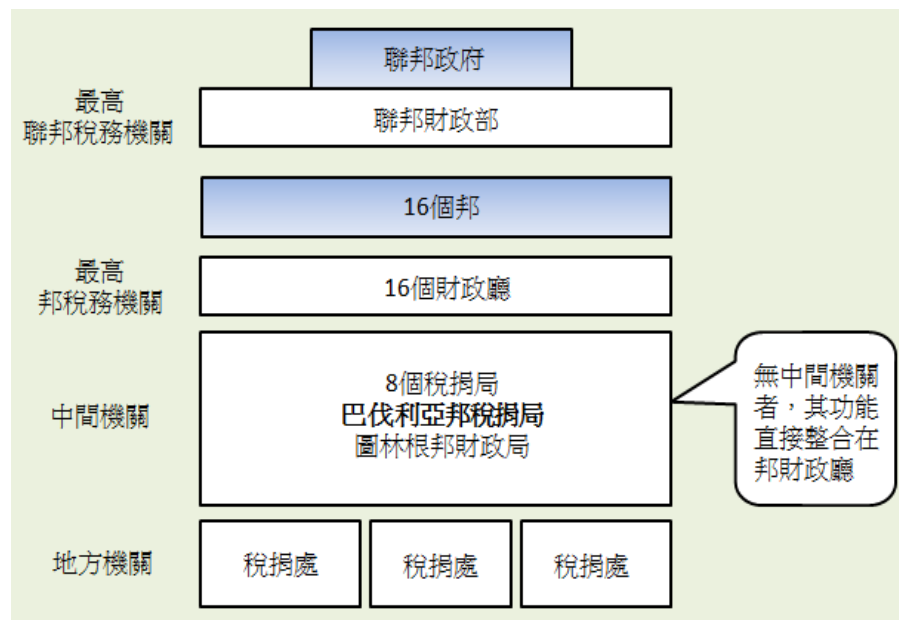 聯邦政府
最高
聯邦稅務機關
聯邦財政部
16個邦
最高
邦稅務機關
16個財政廳
中間機關
8個稅捐局
巴伐利亞邦稅捐局
圖林根邦財政局
無中間機關
者，其功能
直接整合在
邦財政廳
地方機關
稅捐處
稅捐處
稅捐處